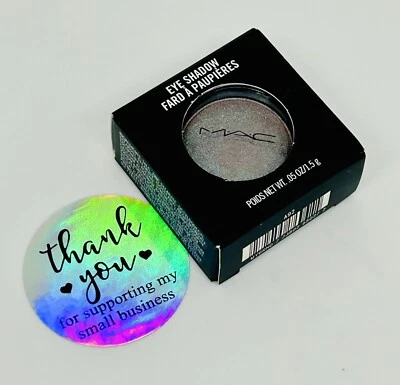 EYE SHADOW
FARD À PAUPIÈRES
MAC
POIDS NET WT. .05 OZ/1.5 g
A92
thank
you
for supporting my
small business